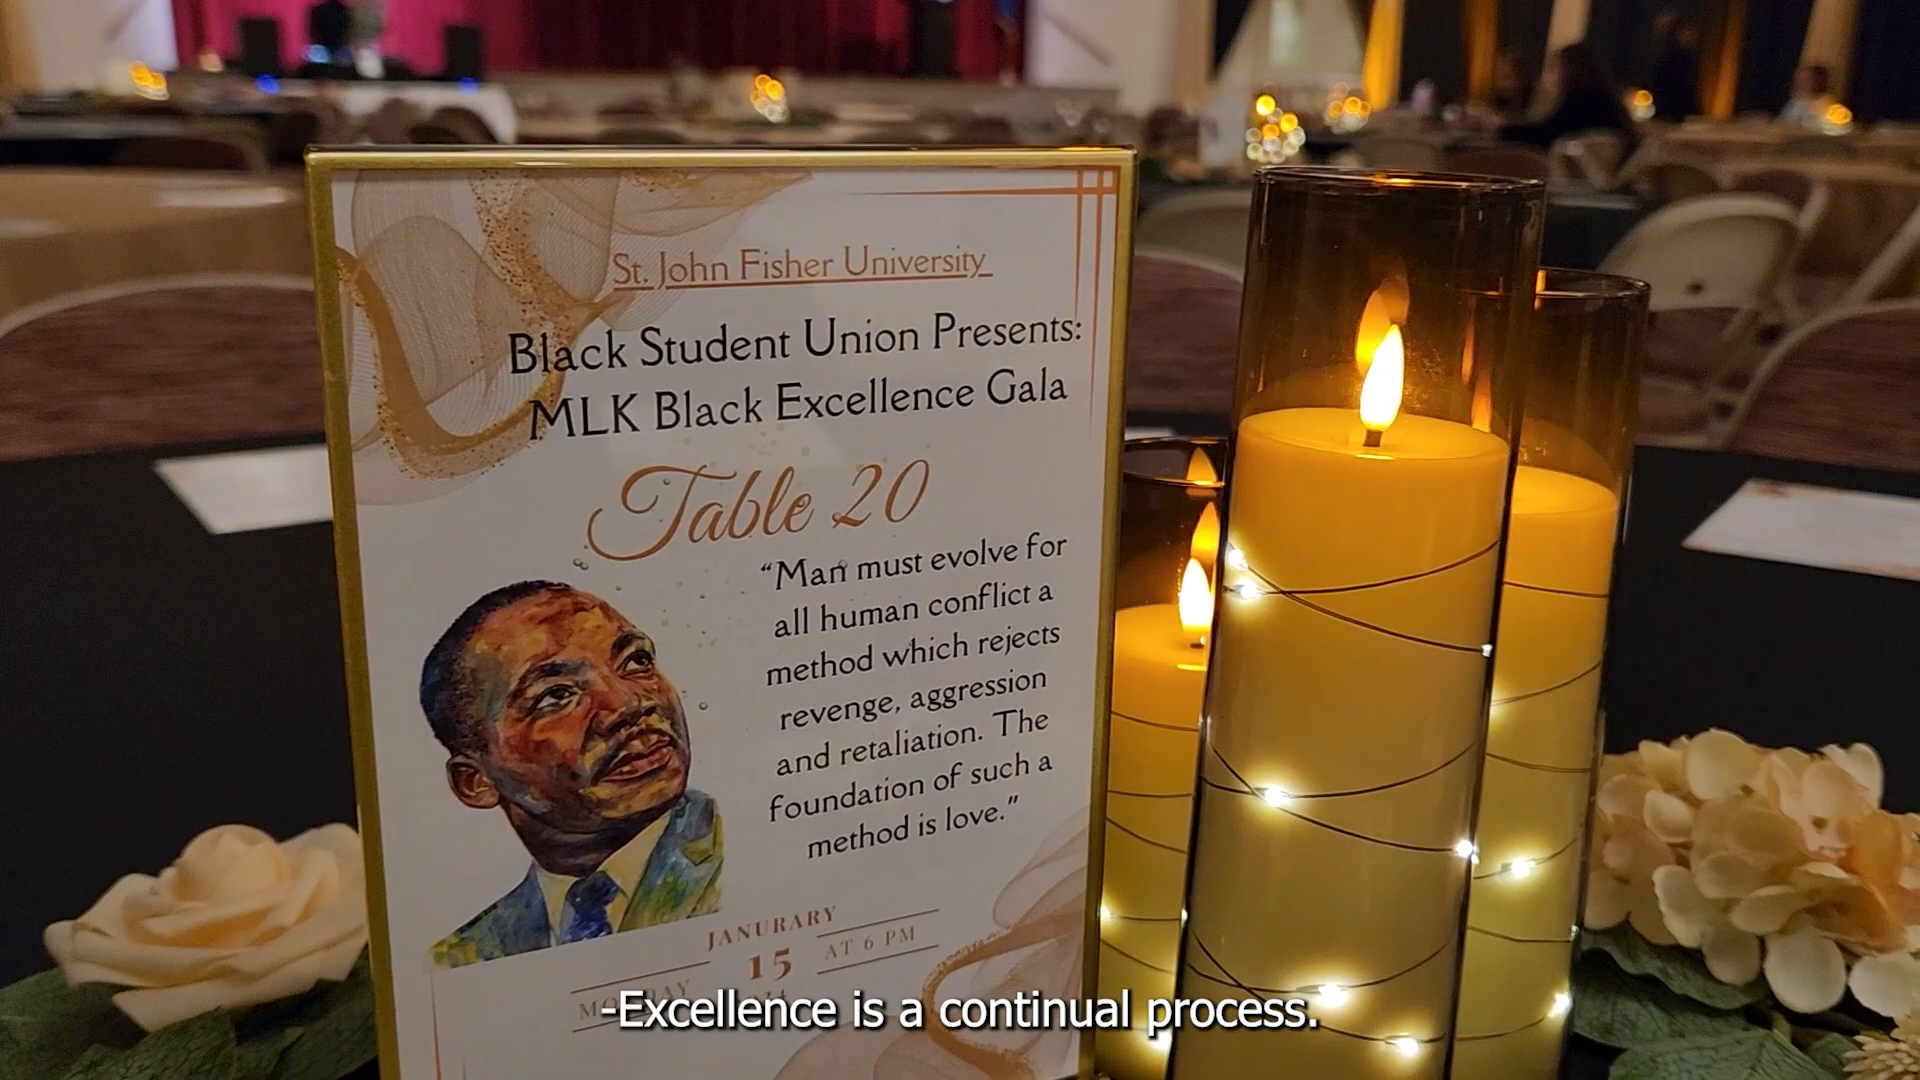 St. John Fisher University
Black Student Union Presents:
MLK Black Excellence Gala
Table 20
“Man must evolve for
all human conflict a
method which rejects
revenge, aggression
and retaliation. The
foundation of such a
method is love.”
JANURARY
15 AT 6 PM
-Excellence is a continual process.